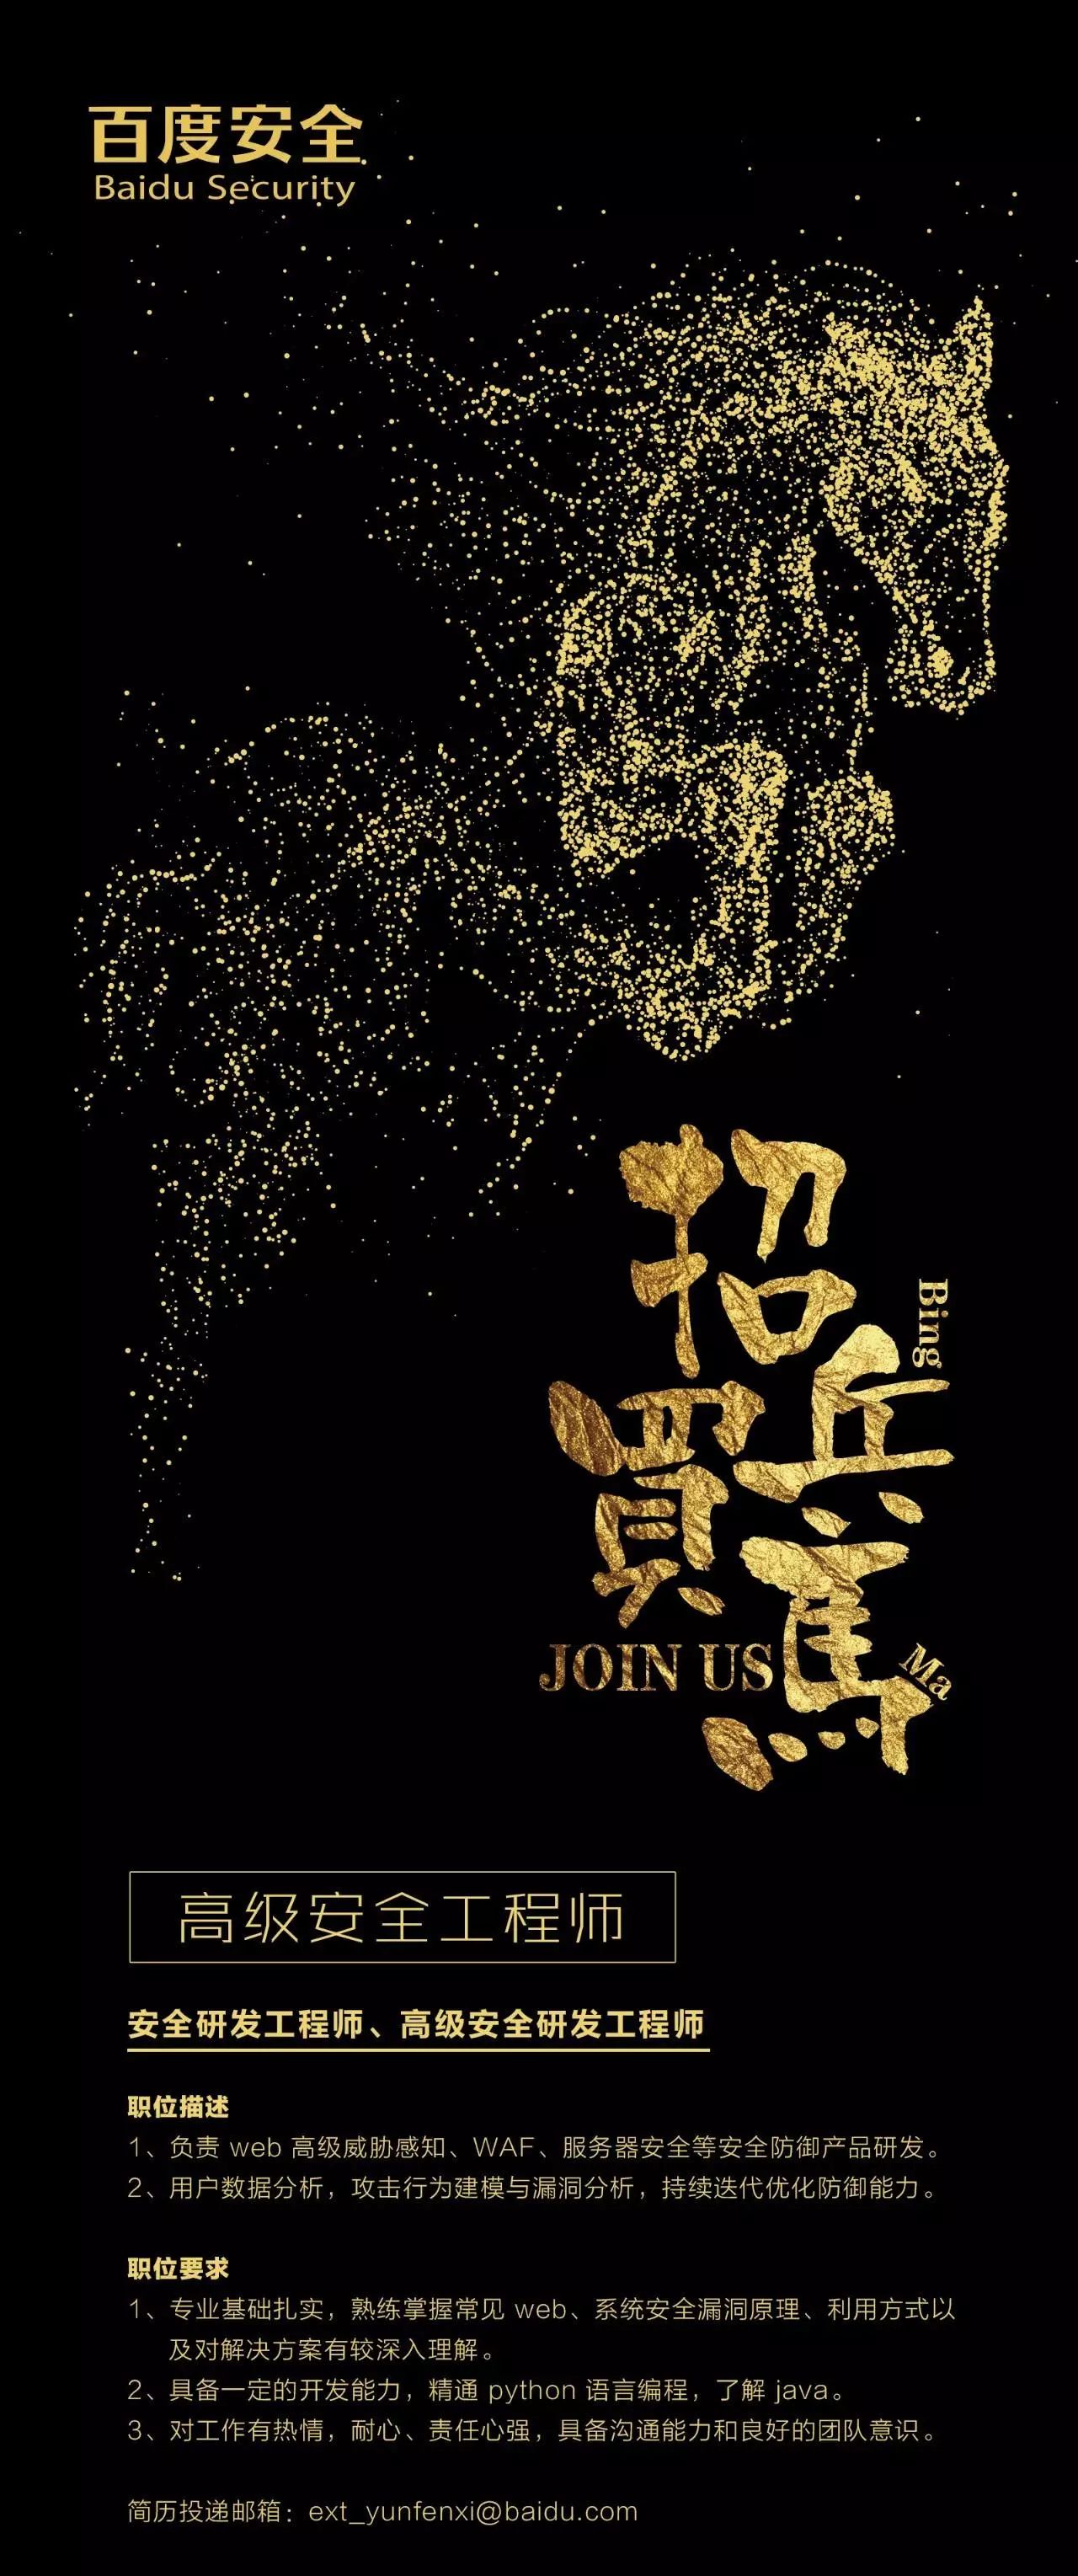 百度安全
Baidu Security
招
兵
Bing
買
馬
Ma
JOIN US
高级安全工程师
安全研发工程师、高级安全研发工程师
职位描述
1、负责 web 高级威胁感知、WAF、服务器安全等安全防御产品研发。
2、用户数据分析，攻击行为建模与漏洞分析，持续迭代优化防御能力。
职位要求
1、专业基础扎实，熟练掌握常见 web、系统安全漏洞原理、利用方式以
及对解决方案有较深入理解。
2、具备一定的开发能力，精通 python 语言编程，了解 java。
3、对工作有热情，耐心、责任心强，具备沟通能力和良好的团队意识。
简历投递邮箱：ext_yunfenxi@baidu.com